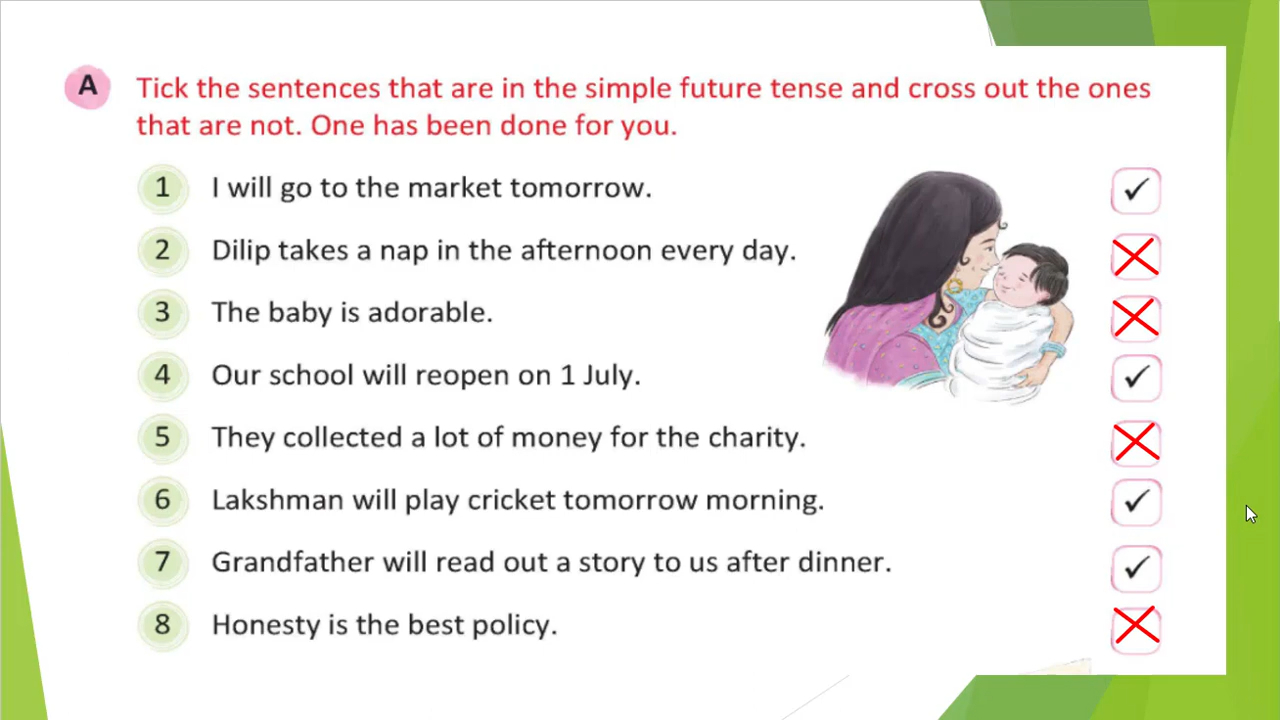 A Tick the sentences that are in the simple future tense and cross out the ones
that are not. One has been done for you.
1 I will go to the market tomorrow. ✓
2 Dilip takes a nap in the afternoon every day. ✗
3 The baby is adorable. ✗
4 Our school will reopen on 1 July. ✓
5 They collected a lot of money for the charity. ✗
6 Lakshman will play cricket tomorrow morning. ✓
7 Grandfather will read out a story to us after dinner. ✓
8 Honesty is the best policy. ✗